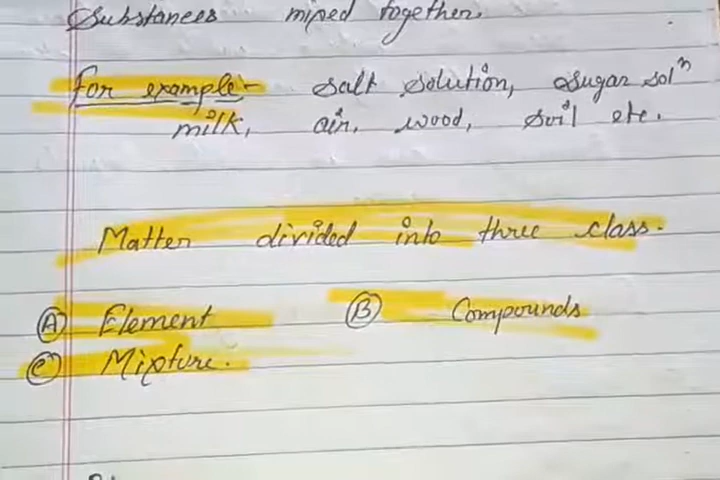 Substances mixed together.
For example:- salt solution, sugar solⁿ
milk, air, wood, soil etc.
Matter divided into three class.
Ⓐ Element Ⓑ Compounds
Ⓒ Mixture.